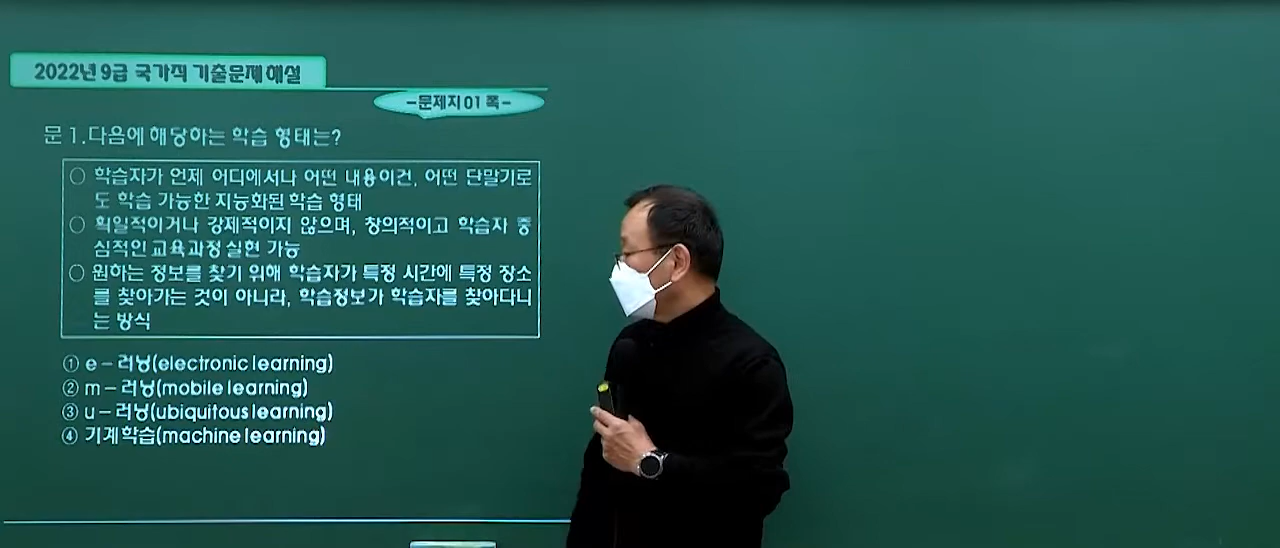 2022년 9급 국가직 기출문제 해설
-문제지 01 쪽-
문 1.다음에 해당하는 학습 형태는?
○ 학습자가 언제 어디에서나 어떤 내용이건, 어떤 단말기로
도 학습 가능한 지능화된 학습 형태
○ 획일적이거나 강제적이지 않으며, 창의적이고 학습자 중
심적인 교육과정 실현 가능
○ 원하는 정보를 찾기 위해 학습자가 특정 시간에 특정 장소
를 찾아가는 것이 아니라, 학습정보가 학습자를 찾아다니
는 방식
① e – 러닝(electronic learning)
② m – 러닝(mobile learning)
③ u – 러닝(ubiquitous learning)
④ 기계학습(machine learning)